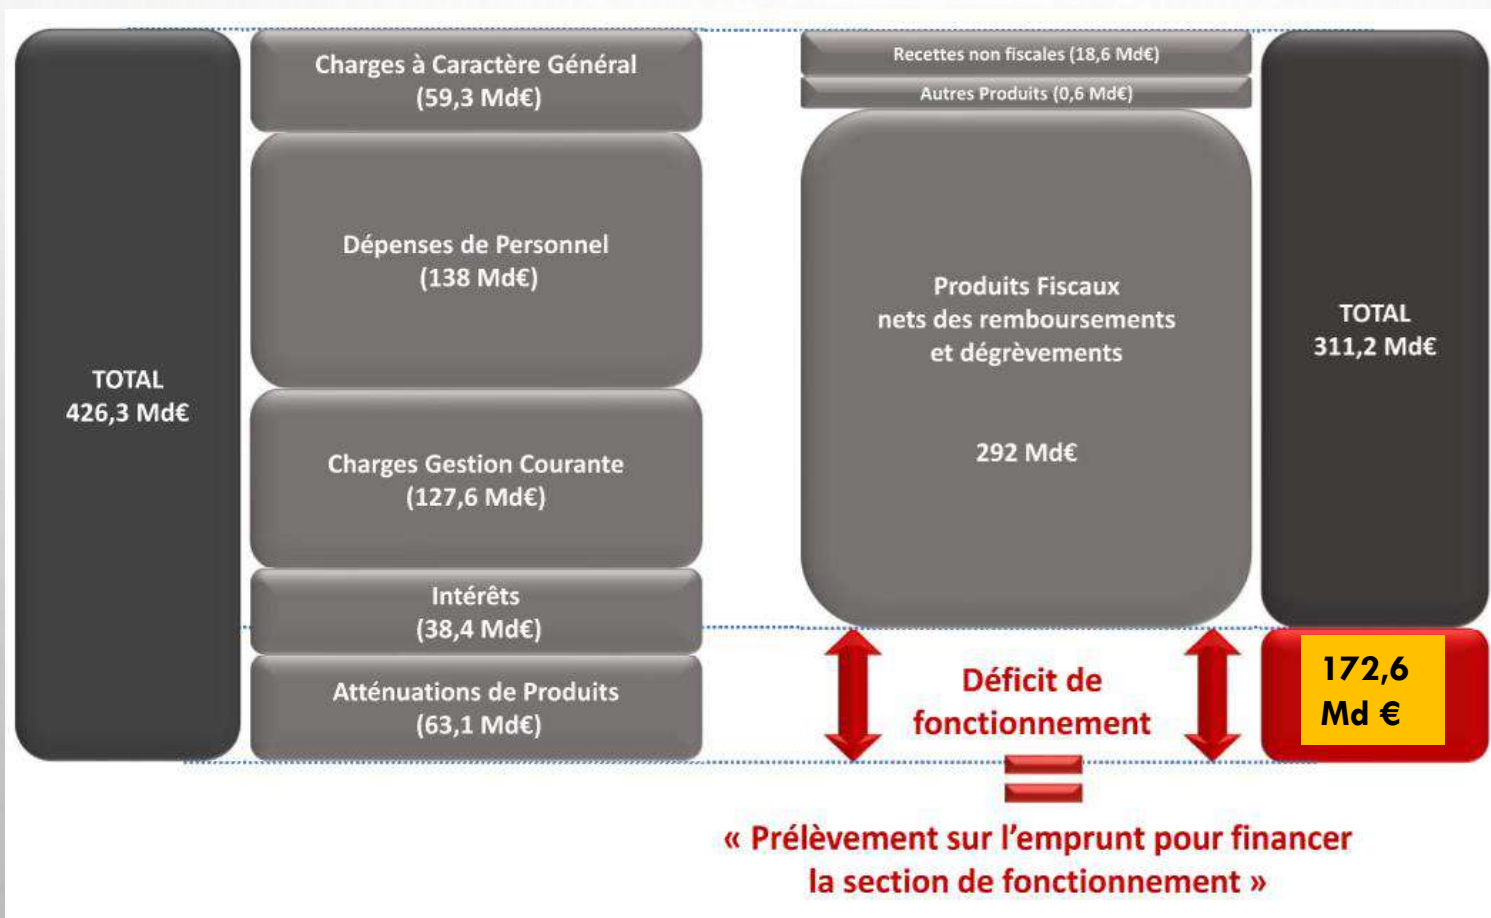 TOTAL
426,3 Md€
Charges à Caractère Général
(59,3 Md€)
Dépenses de Personnel
(138 Md€)
Charges Gestion Courante
(127,6 Md€)
Intérêts
(38,4 Md€)
Atténuations de Produits
(63,1 Md€)
Recettes non fiscales (18,6 Md€)
Autres Produits (0,6 Md€)
Produits Fiscaux
nets des remboursements
et dégrèvements
292 Md€
TOTAL
311,2 Md€
Déficit de
fonctionnement
172,6
Md €
« Prélèvement sur l’emprunt pour financer
la section de fonctionnement »